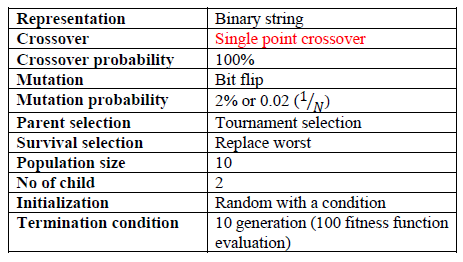 Representation Binary string
Crossover Single point crossover
Crossover probability 100%
Mutation Bit flip
Mutation probability 2% or 0.02 (1/N)
Parent selection Tournament selection
Survival selection Replace worst
Population size 10
No of child 2
Initialization Random with a condition
Termination condition 10 generation (100 fitness function
evaluation)